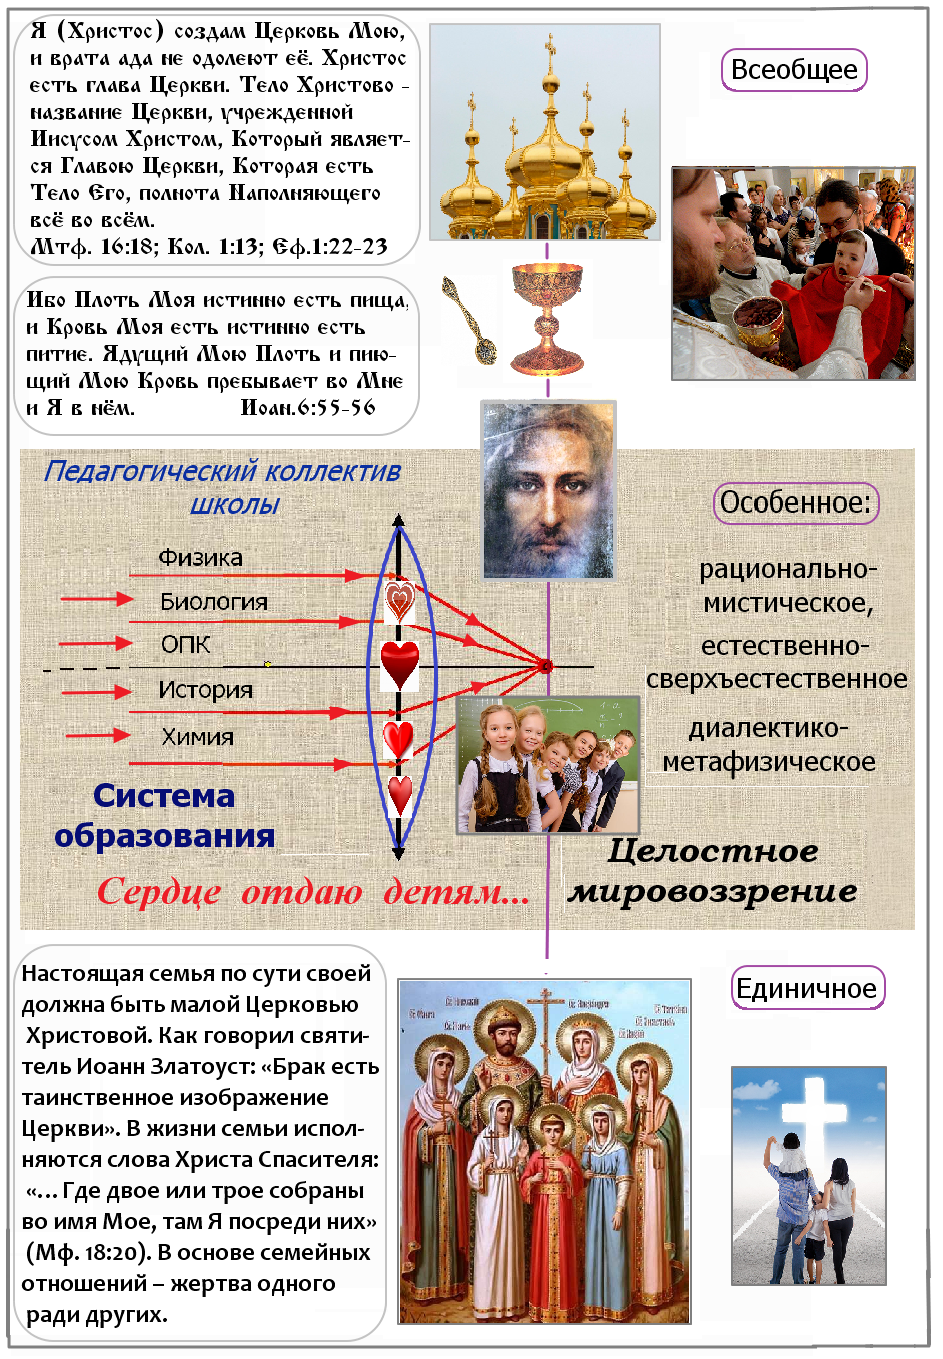 Я (Христос) создам Церковь Мою,
и врата ада не одолеют её. Христос
есть глава Церкви. Тело Христово -
название Церкви, учрежденной
Иисусом Христом, Который являет-
ся Главою Церкви, Которая есть
Тело Его, полнота Наполняющего
всё во всём.
Мтф. 16:18; Кол. 1:13; Еф.1:22-23
Всеобщее
Ибо Плоть Моя истинно есть пища,
и Кровь Моя есть истинно есть
питие. Ядущий Мою Плоть и пию-
щий Мою Кровь пребывает во Мне
и Я в нём. Иоан.6:55-56
Педагогический коллектив
школы
Физика
Биология
ОПК
История
Химия
Система
образования
Сердце отдаю детям...
Особенное:
рационально-
мистическое,
естественно-
сверхъестественное
диалектико-
метафизическое
Целостное
мировоззрение
Настоящая семья по сути своей
должна быть малой Церковью
Христовой. Как говорил святи-
тель Иоанн Златоуст: «Брак есть
таинственное изображение
Церкви». В жизни семьи испол-
няются слова Христа Спасителя:
«...Где двое или трое собраны
во имя Мое, там Я посреди них»
(Мф. 18:20). В основе семейных
отношений – жертва одного
ради других.
Единичное